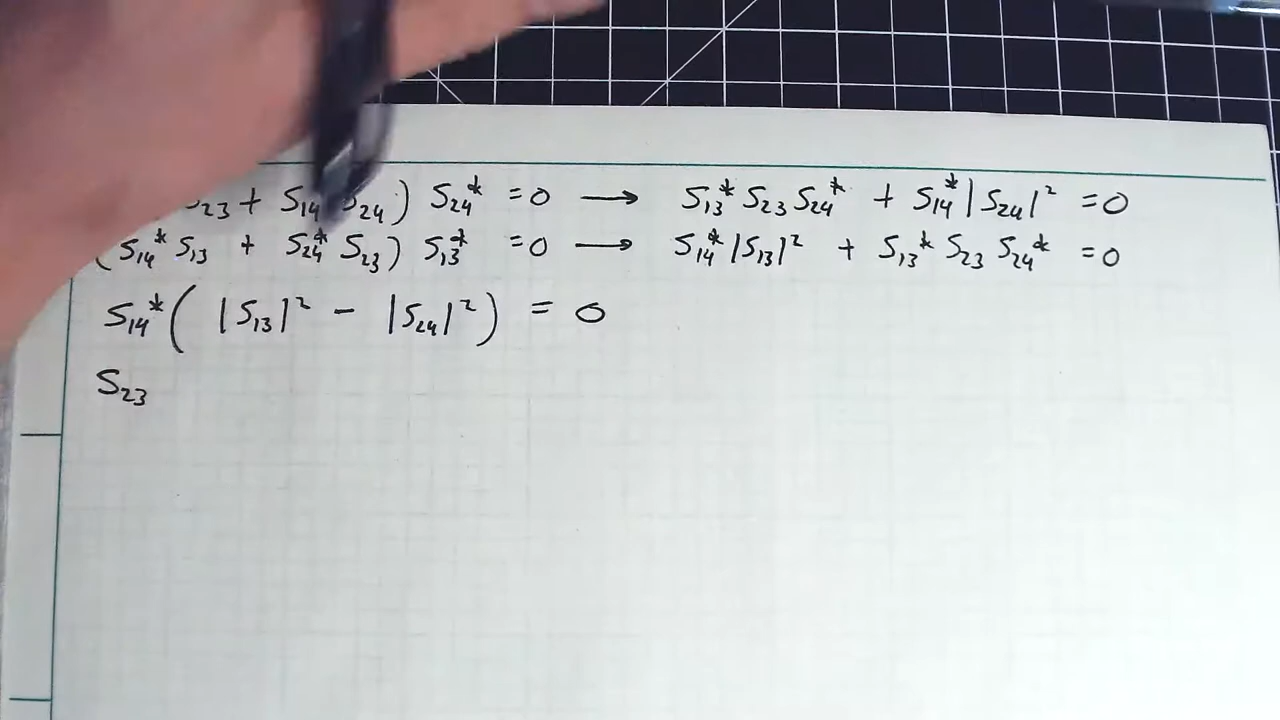 S₂₃ + S₁₄ S₂₄) S₂₄* = 0 → S₁₃* S₂₃ S₂₄* + S₁₄* |S₂₄|² = 0
(S₁₄* S₁₃ + S₂₄* S₂₃) S₁₃* = 0 → S₁₄* |S₁₃|² + S₁₃* S₂₃ S₂₄* = 0
S₁₄* ( |S₁₃|² - |S₂₄|² ) = 0
S₂₃